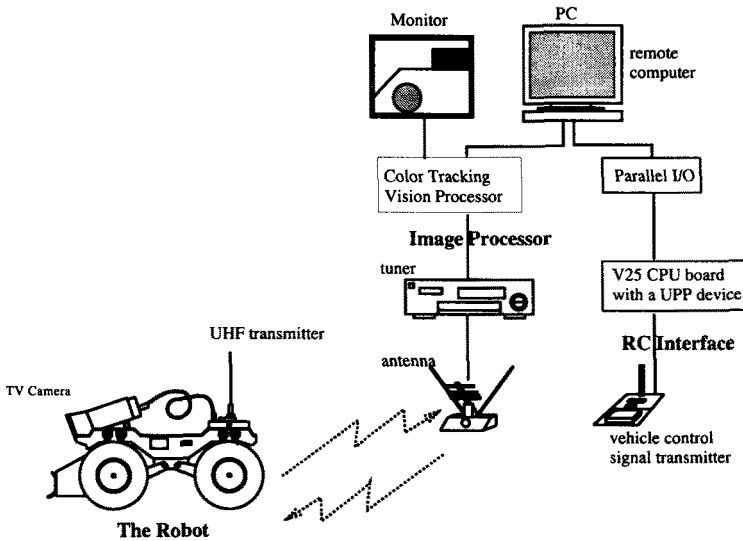 Monitor
PC
remote
computer
Color Tracking
Vision Processor
Parallel I/O
Image Processor
tuner
V25 CPU board
with a UPP device
UHF transmitter
RC Interface
antenna
TV Camera
vehicle control
signal transmitter
The Robot